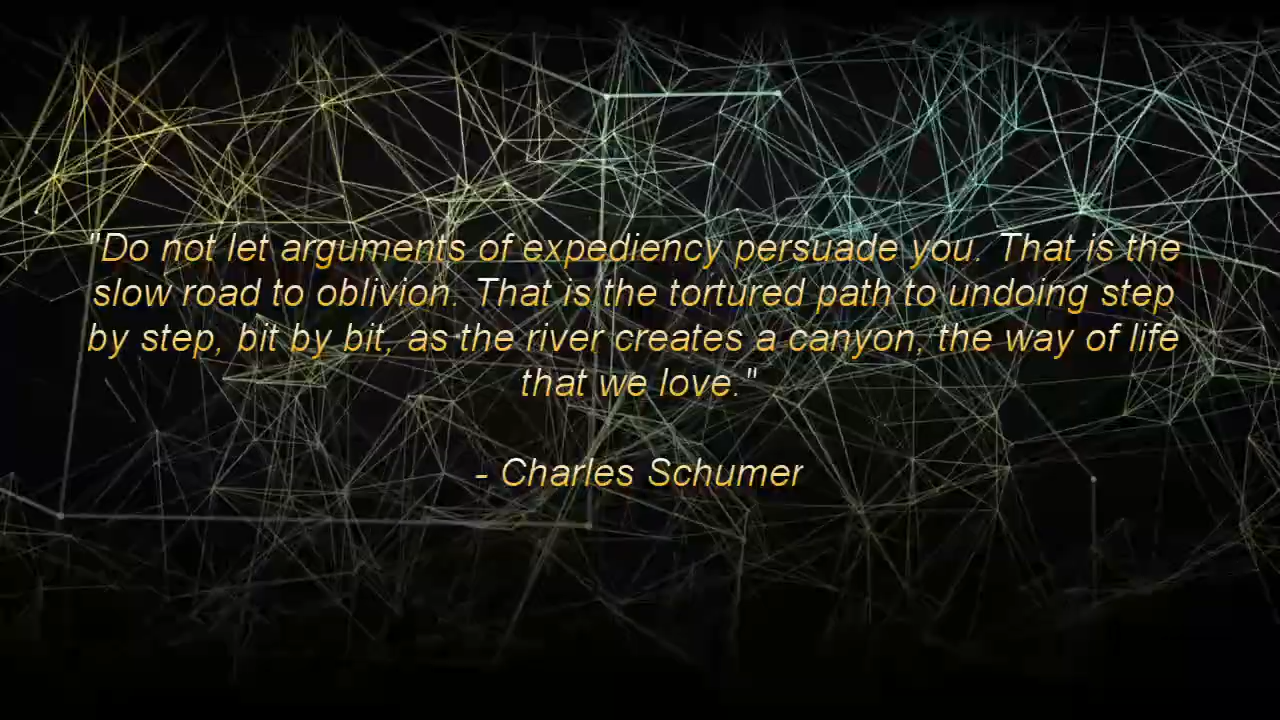 "Do not let arguments of expediency persuade you. That is the
slow road to oblivion. That is the tortured path to undoing step
by step, bit by bit, as the river creates a canyon, the way of life
that we love."
- Charles Schumer